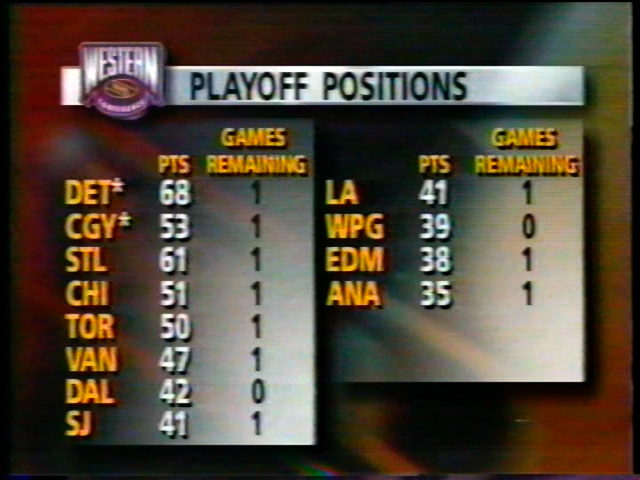 WESTERN
CONFERENCE
PLAYOFF POSITIONS
GAMES
PTS REMAINING
DET* 68 1
CGY* 53 1
STL 61 1
CHI 51 1
TOR 50 1
VAN 47 1
DAL 42 0
SJ 41 1
GAMES
PTS REMAINING
LA 41 1
WPG 39 0
EDM 38 1
ANA 35 1